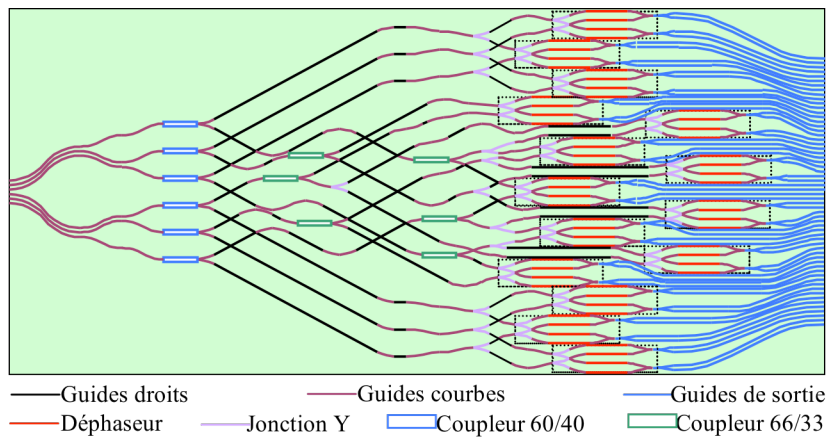 Guides droits Guides courbes Guides de sortie
Déphaseur Jonction Y Coupleur 60/40 Coupleur 66/33